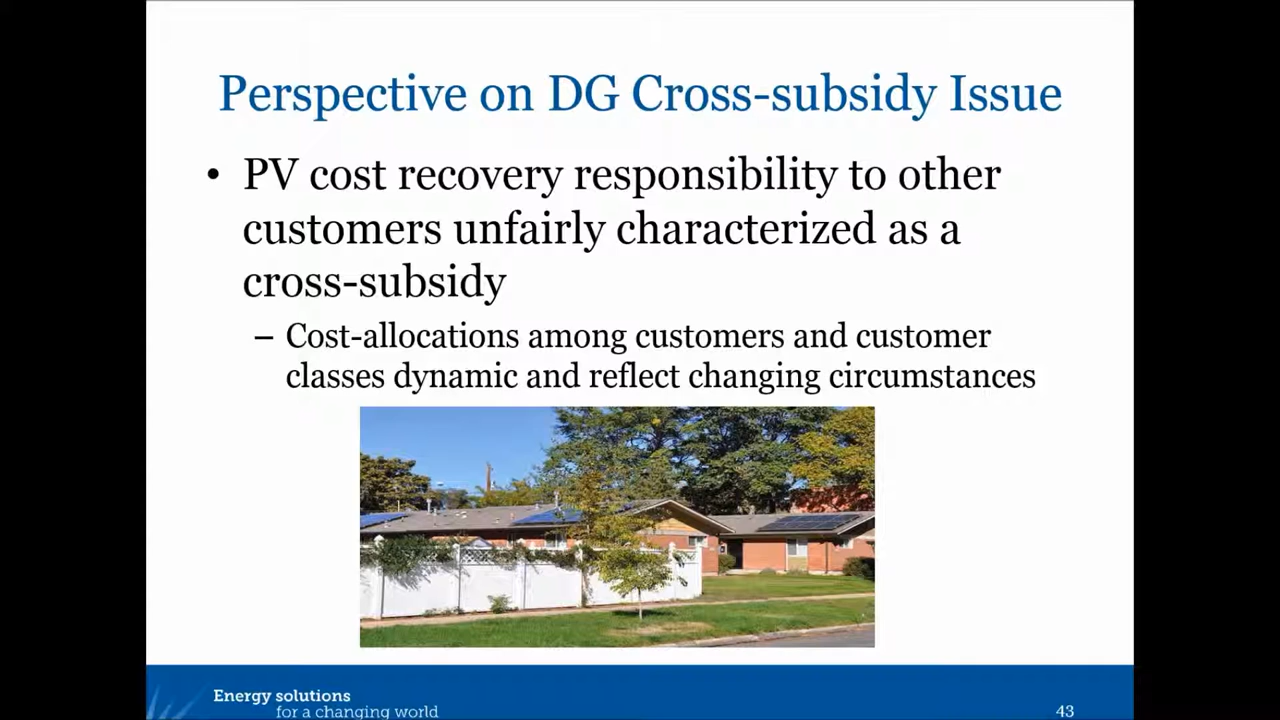 Perspective on DG Cross-subsidy Issue
• PV cost recovery responsibility to other
customers unfairly characterized as a
cross-subsidy
– Cost-allocations among customers and customer
classes dynamic and reflect changing circumstances
Energy solutions
for a changing world
43